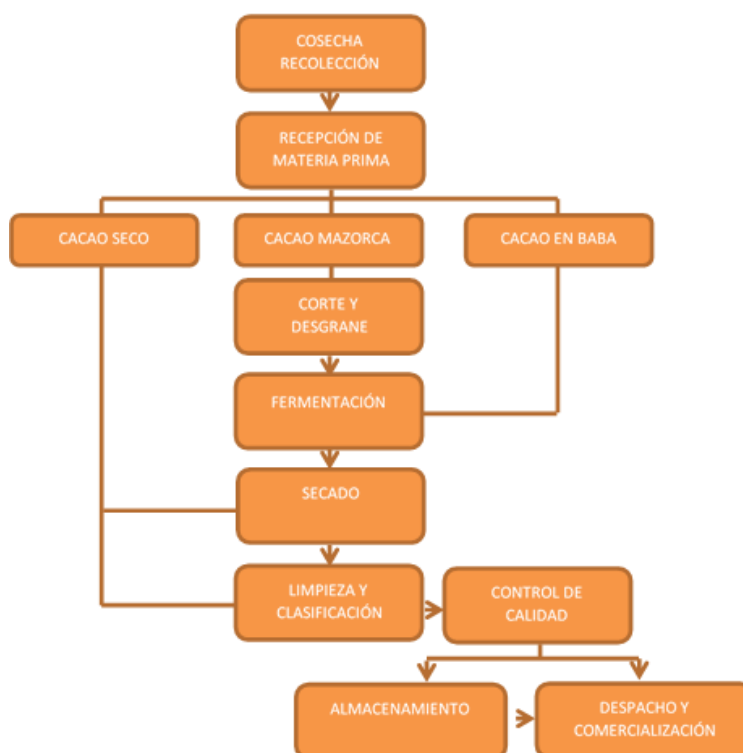 COSECHA
RECOLECCIÓN
RECEPCIÓN DE
MATERIA PRIMA
CACAO SECO
CACAO MAZORCA
CACAO EN BABA
CORTE Y
DESGRANE
FERMENTACIÓN
SECADO
LIMPIEZA Y
CLASIFICACIÓN
CONTROL DE
CALIDAD
ALMACENAMIENTO
DESPACHO Y
COMERCIALIZACIÓN